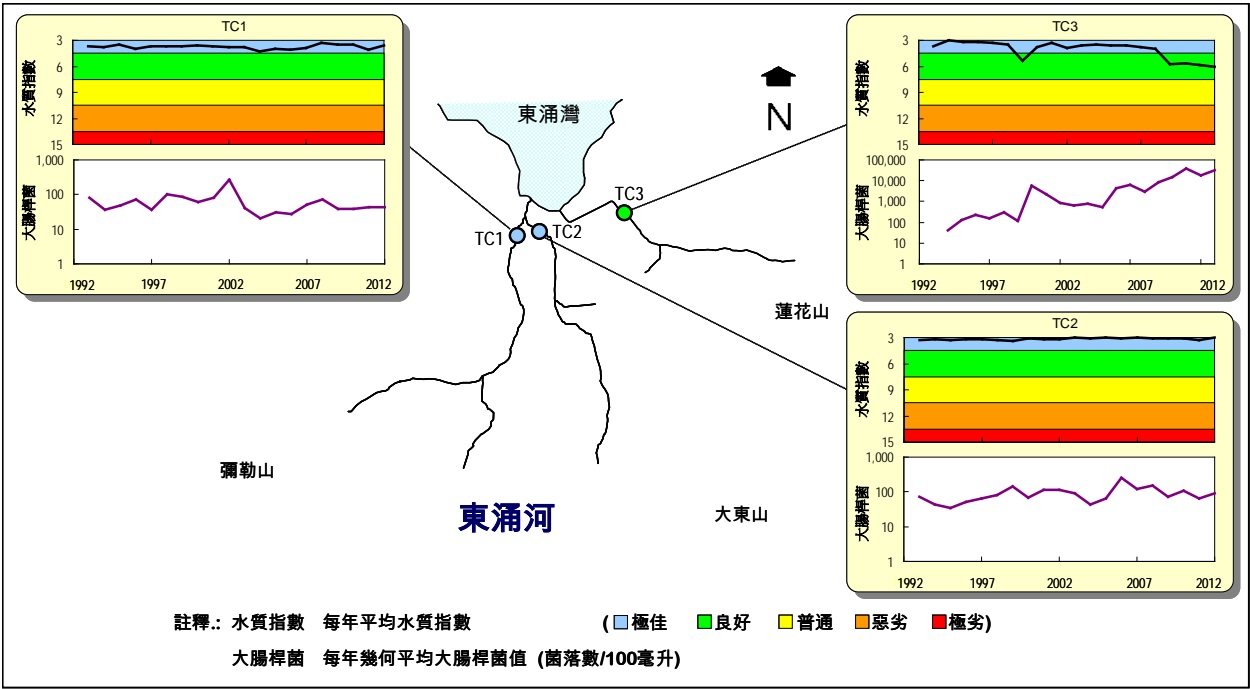 TC1
水質指數
3
6
9
12
15
大腸桿菌
1,000
100
10
1
1992 1997 2002 2007 2012
TC3
水質指數
3
6
9
12
15
大腸桿菌
100,000
10,000
1,000
100
10
1
1992 1997 2002 2007 2012
東涌灣
N
TC3
TC1
TC2
蓮花山
TC2
水質指數
3
6
9
12
15
大腸桿菌
1,000
100
10
1
1992 1997 2002 2007 2012
彌勒山
東涌河
大東山
註釋.: 水質指數 每年平均水質指數 ( 極佳 良好 普通 惡劣 極劣)
大腸桿菌 每年幾何平均大腸桿菌值 (菌落數/100毫升)